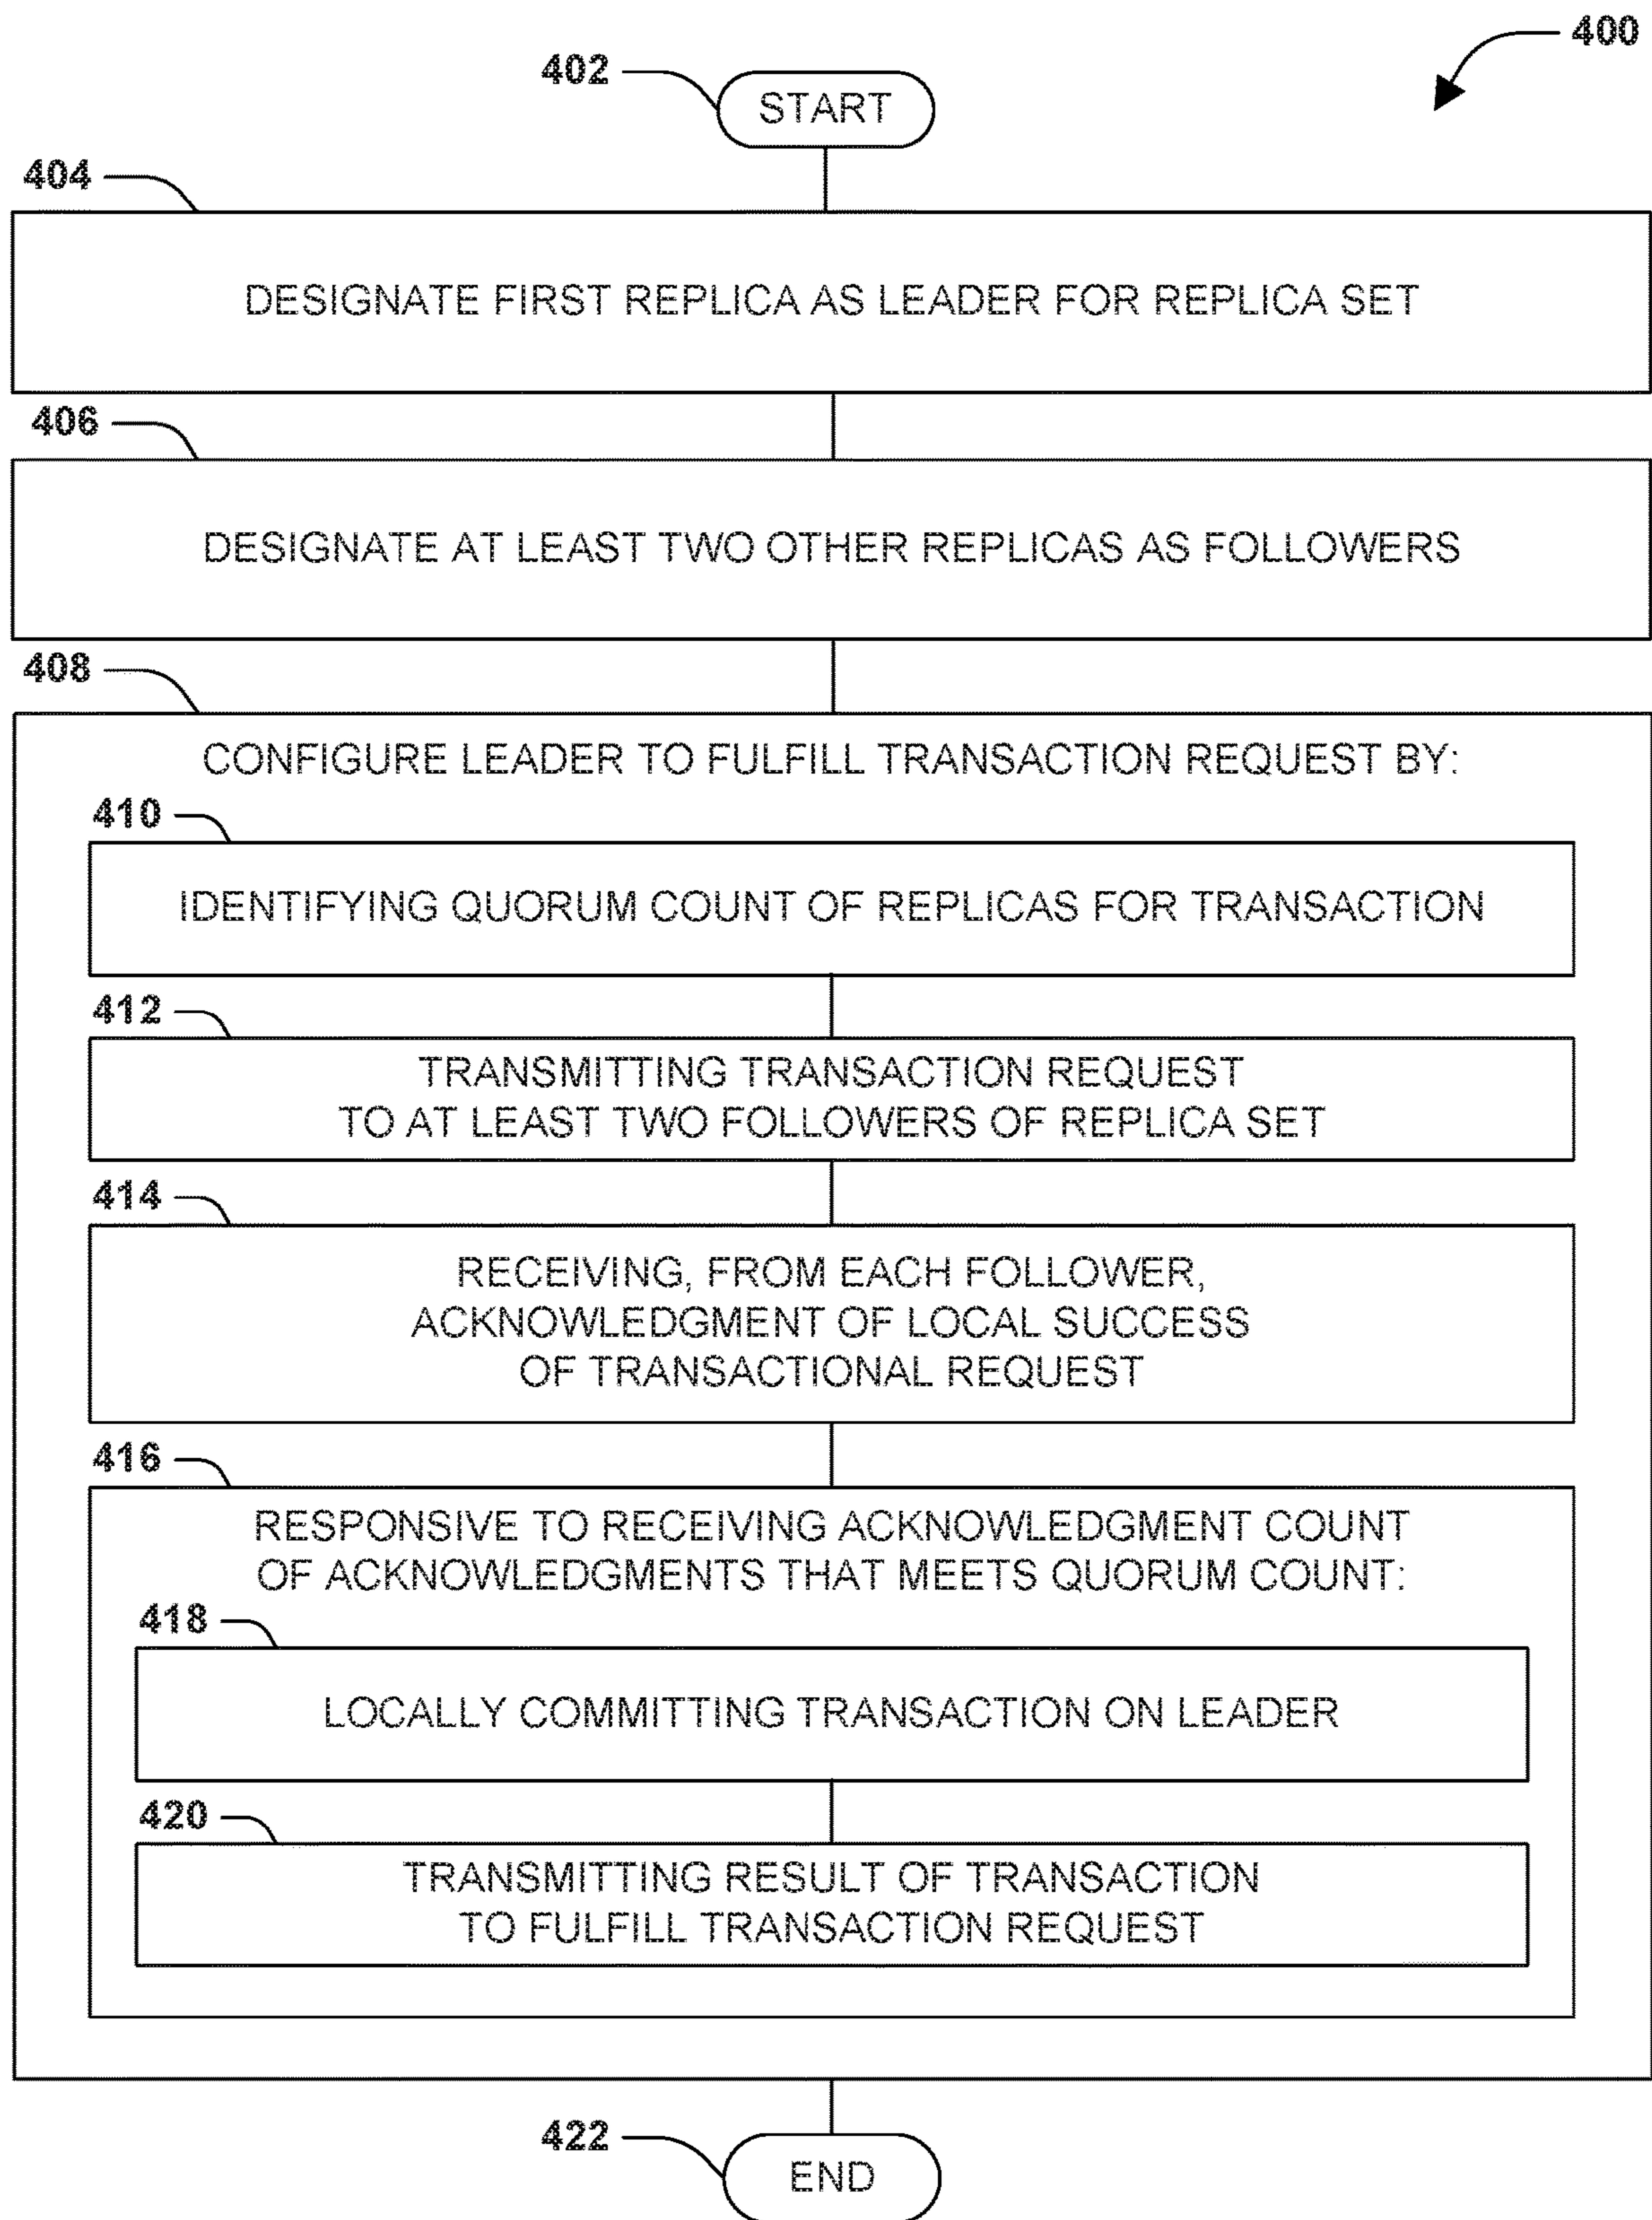 400
402
START
404
DESIGNATE FIRST REPLICA AS LEADER FOR REPLICA SET
406
DESIGNATE AT LEAST TWO OTHER REPLICAS AS FOLLOWERS
408
CONFIGURE LEADER TO FULFILL TRANSACTION REQUEST BY:
410
IDENTIFYING QUORUM COUNT OF REPLICAS FOR TRANSACTION
412
TRANSMITTING TRANSACTION REQUEST
TO AT LEAST TWO FOLLOWERS OF REPLICA SET
414
RECEIVING, FROM EACH FOLLOWER,
ACKNOWLEDGMENT OF LOCAL SUCCESS
OF TRANSACTIONAL REQUEST
416
RESPONSIVE TO RECEIVING ACKNOWLEDGMENT COUNT
OF ACKNOWLEDGMENTS THAT MEETS QUORUM COUNT:
418
LOCALLY COMMITTING TRANSACTION ON LEADER
420
TRANSMITTING RESULT OF TRANSACTION
TO FULFILL TRANSACTION REQUEST
422
END